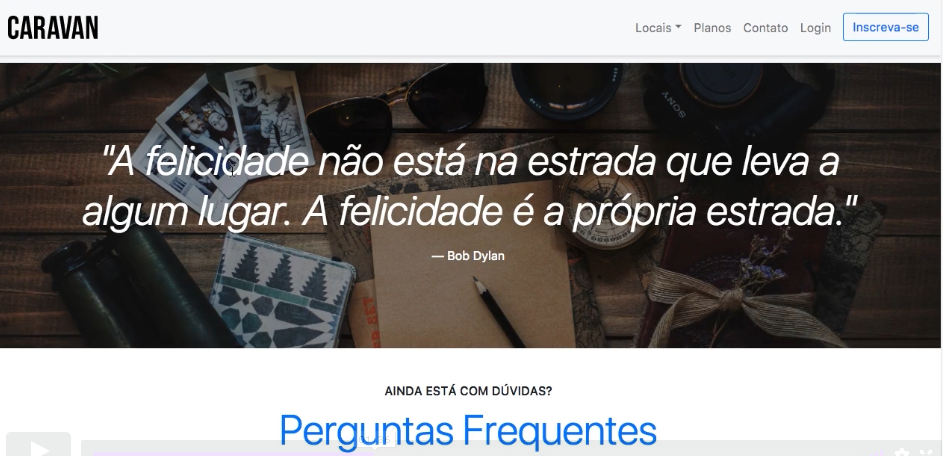 CARAVAN
Locais Planos Contato Login Inscreva-se
SONY
"A felicidade não está na estrada que leva a
algum lugar. A felicidade é a própria estrada."
— Bob Dylan
AINDA ESTÁ COM DÚVIDAS?
Perguntas Frequentes